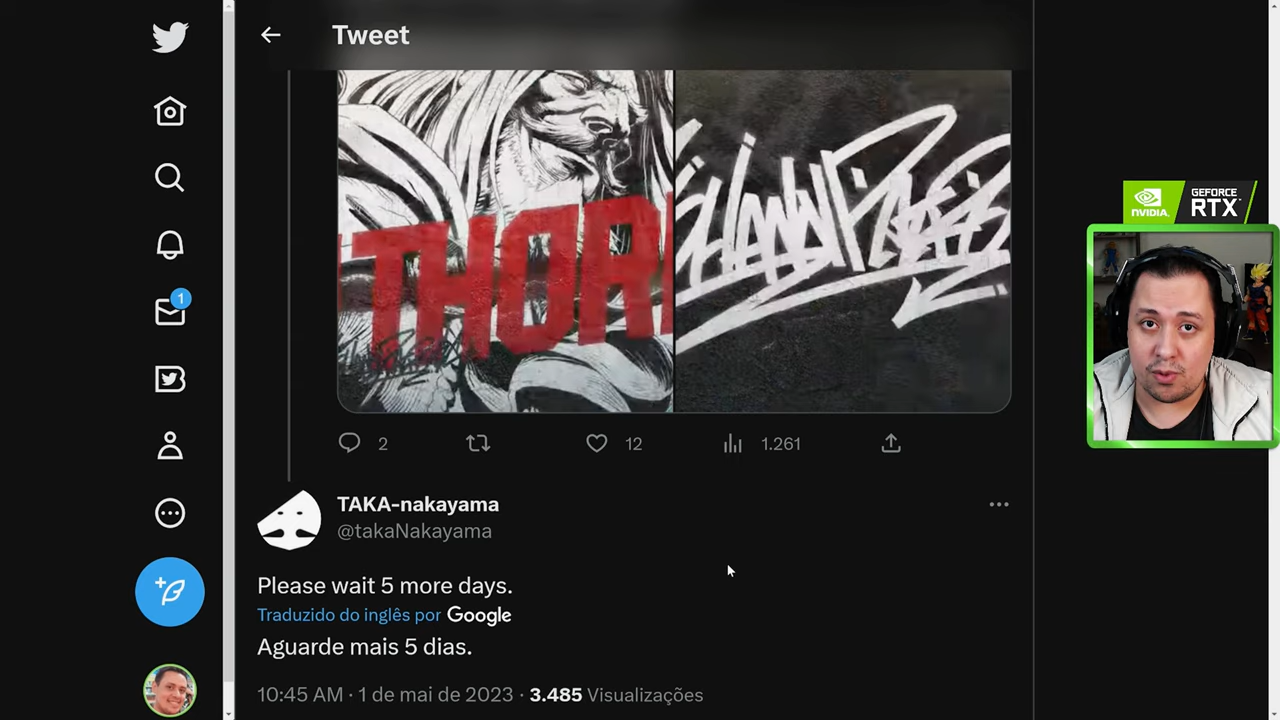 Tweet
THOR
2
12
1.261
TAKA-nakayama
@takaNakayama
Please wait 5 more days.
Traduzido do inglês por Google
Aguarde mais 5 dias.
10:45 AM · 1 de mai de 2023 · 3.485 Visualizações
1
NVIDIA.
GEFORCE
RTX